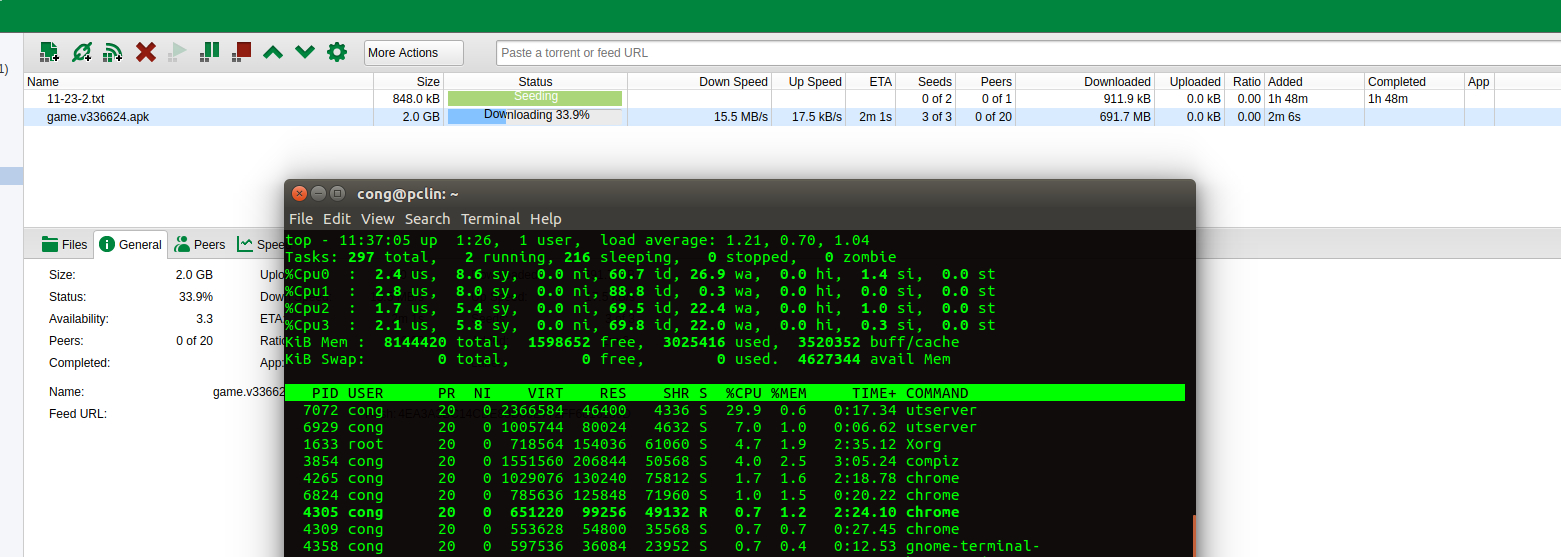 1)
More Actions
Paste a torrent or feed URL
Name Size Status Down Speed Up Speed ETA Seeds Peers Downloaded Uploaded Ratio Added Completed App
11-23-2.txt 848.0 kB Seeding 0 of 2 0 of 1 911.9 kB 0.0 kB 0.00 1h 48m 1h 48m
game.v336624.apk 2.0 GB Downloading 33.9% 15.5 MB/s 17.5 kB/s 2m 1s 3 of 3 0 of 20 691.7 MB 0.0 kB 0.00 2m 6s
cong@pclin: ~
File Edit View Search Terminal Help
top - 11:37:05 up 1:26, 1 user, load average: 1.21, 0.70, 1.04
Tasks: 297 total, 2 running, 216 sleeping, 0 stopped, 0 zombie
%Cpu0 : 2.4 us, 8.6 sy, 0.0 ni, 60.7 id, 26.9 wa, 0.0 hi, 1.4 si, 0.0 st
%Cpu1 : 2.8 us, 8.0 sy, 0.0 ni, 88.8 id, 0.3 wa, 0.0 hi, 0.0 si, 0.0 st
%Cpu2 : 1.7 us, 5.4 sy, 0.0 ni, 69.5 id, 22.4 wa, 0.0 hi, 1.0 si, 0.0 st
%Cpu3 : 2.1 us, 5.8 sy, 0.0 ni, 69.8 id, 22.0 wa, 0.0 hi, 0.3 si, 0.0 st
KiB Mem : 8144420 total, 1598652 free, 3025416 used, 3520352 buff/cache
KiB Swap: 0 total, 0 free, 0 used. 4627344 avail Mem
PID USER PR NI VIRT RES SHR S %CPU %MEM TIME+ COMMAND
7072 cong 20 0 2366584 46400 4336 S 29.9 0.6 0:17.34 utserver
6929 cong 20 0 1005744 80024 4632 S 7.0 1.0 0:06.62 utserver
1633 root 20 0 718564 154036 61060 S 4.7 1.9 2:35.12 Xorg
3854 cong 20 0 1551560 206844 50568 S 4.0 2.5 3:05.24 compiz
4265 cong 20 0 1029076 130240 75812 S 1.7 1.6 2:18.78 chrome
6824 cong 20 0 785636 125848 71960 S 1.0 1.5 0:20.22 chrome
4305 cong 20 0 651220 99256 49132 R 0.7 1.2 2:24.10 chrome
4309 cong 20 0 553628 54800 35568 S 0.7 0.7 0:27.45 chrome
4358 cong 20 0 597536 36084 23952 S 0.7 0.4 0:12.53 gnome-terminal-
Files General Peers Spee
Size: 2.0 GB Uplo
Status: 33.9% Dow
Availability: 3.3 ETA
Peers: 0 of 20 Rati
Completed: App:
Name: game.v33662
Feed URL: